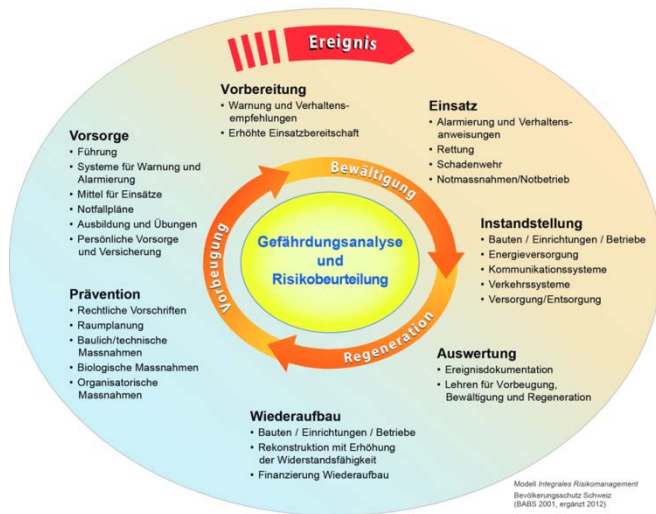 Ereignis
Vorbereitung
• Warnung und Verhaltens-
empfehlungen
• Erhöhte Einsatzbereitschaft
Einsatz
• Alarmierung und Verhaltens-
anweisungen
• Rettung
• Schadenwehr
• Notmassnahmen/Notbetrieb
Vorsorge
• Führung
• Systeme für Warnung und
Alarmierung
• Mittel für Einsätze
• Notfallpläne
• Ausbildung und Übungen
• Persönliche Vorsorge
und Versicherung
Bewältigung
Vorbeugung
Regeneration
Gefährdungsanalyse
und
Risikobeurteilung
Instandstellung
• Bauten / Einrichtungen / Betriebe
• Energieversorgung
• Kommunikationssysteme
• Verkehrssysteme
• Versorgung/Entsorgung
Prävention
• Rechtliche Vorschriften
• Raumplanung
• Baulich/technische
Massnahmen
• Biologische Massnahmen
• Organisatorische
Massnahmen
Auswertung
• Ereignisdokumentation
• Lehren für Vorbeugung,
Bewältigung und Regeneration
Wiederaufbau
• Bauten / Einrichtungen / Betriebe
• Rekonstruktion mit Erhöhung
der Widerstandsfähigkeit
• Finanzierung Wiederaufbau
Modell Integrales Risikomanagement
Bevölkerungsschutz Schweiz
(BABS 2001, ergänzt 2012)